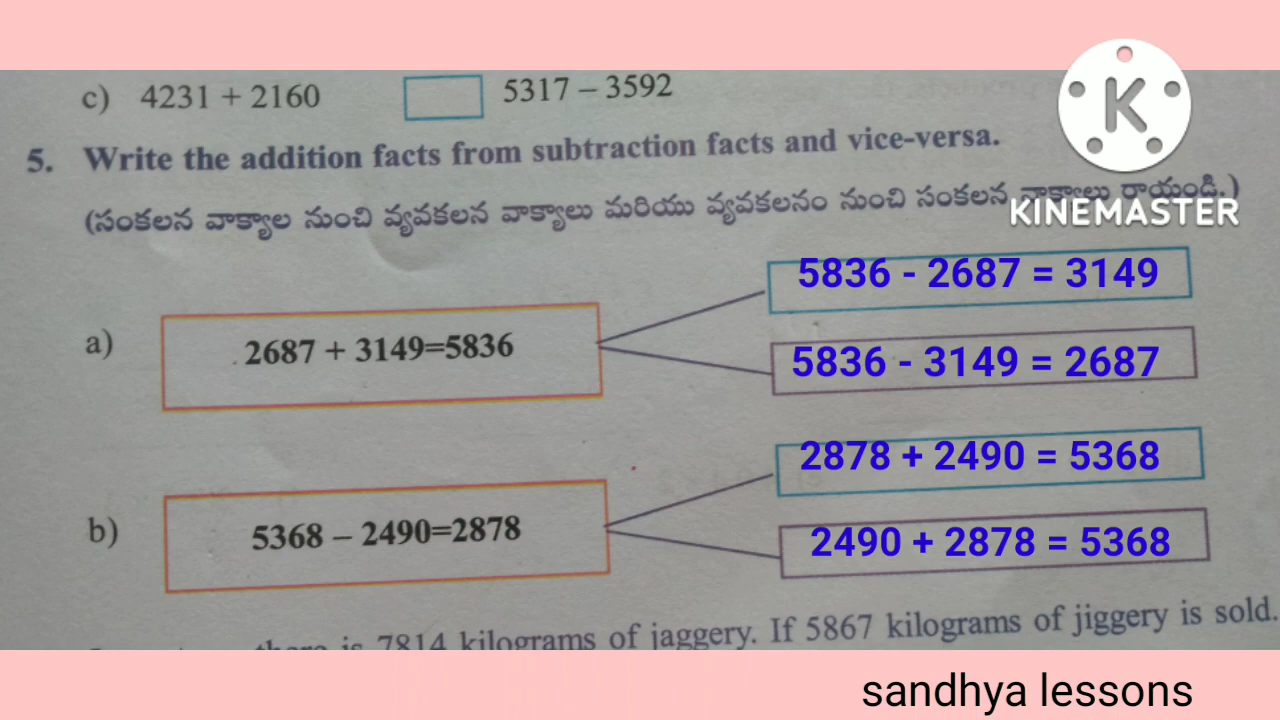 c) 4231 + 2160 5317 – 3592
K
5. Write the addition facts from subtraction facts and vice-versa.
(సంకలన వాక్యాల నుంచి వ్యవకలన వాక్యాలు మరియు వ్యవకలనం నుంచి సంకలన వాక్యాలు రాయండి.)
KINEMASTER
5836 - 2687 = 3149
a) 2687 + 3149=5836
5836 - 3149 = 2687
2878 + 2490 = 5368
b) 5368 – 2490=2878
2490 + 2878 = 5368
there is 7814 kilograms of jaggery. If 5867 kilograms of jiggery is sold.
sandhya lessons